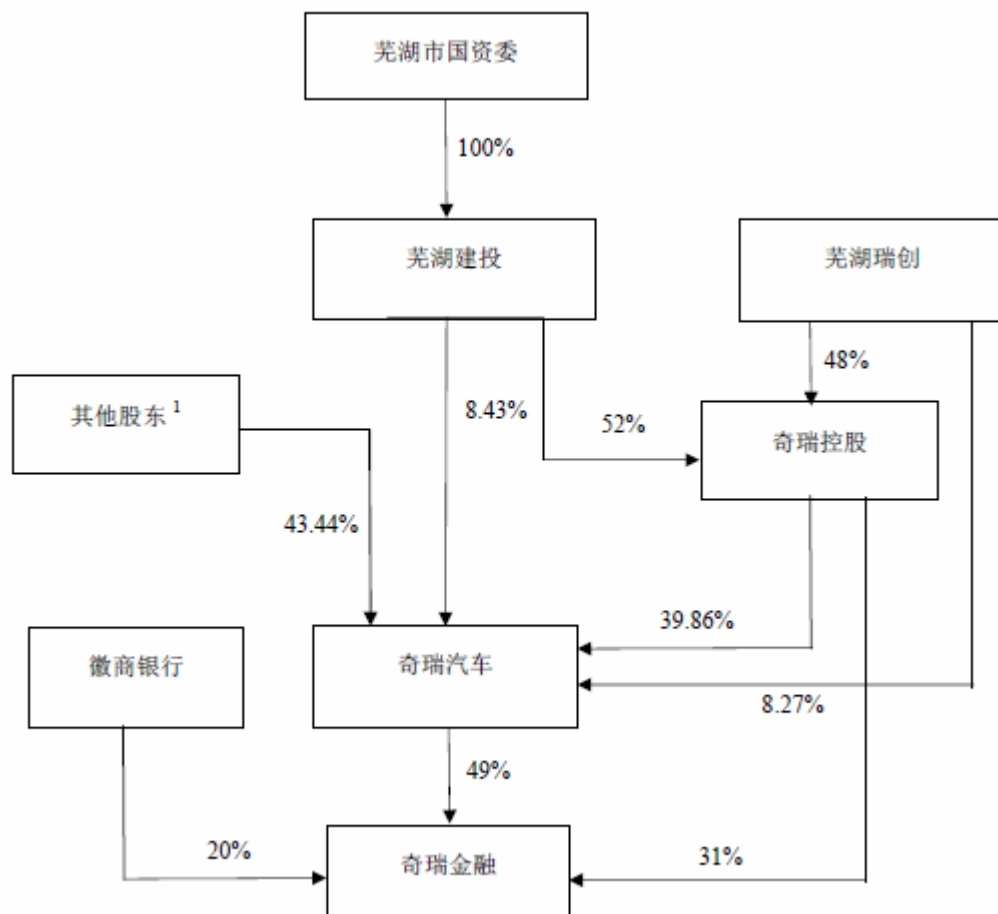 芜湖市国资委
100%
芜湖建投
芜湖瑞创
48%
其他股东 1
8.43%
52%
奇瑞控股
43.44%
39.86%
徽商银行
奇瑞汽车
8.27%
49%
20%
奇瑞金融
31%